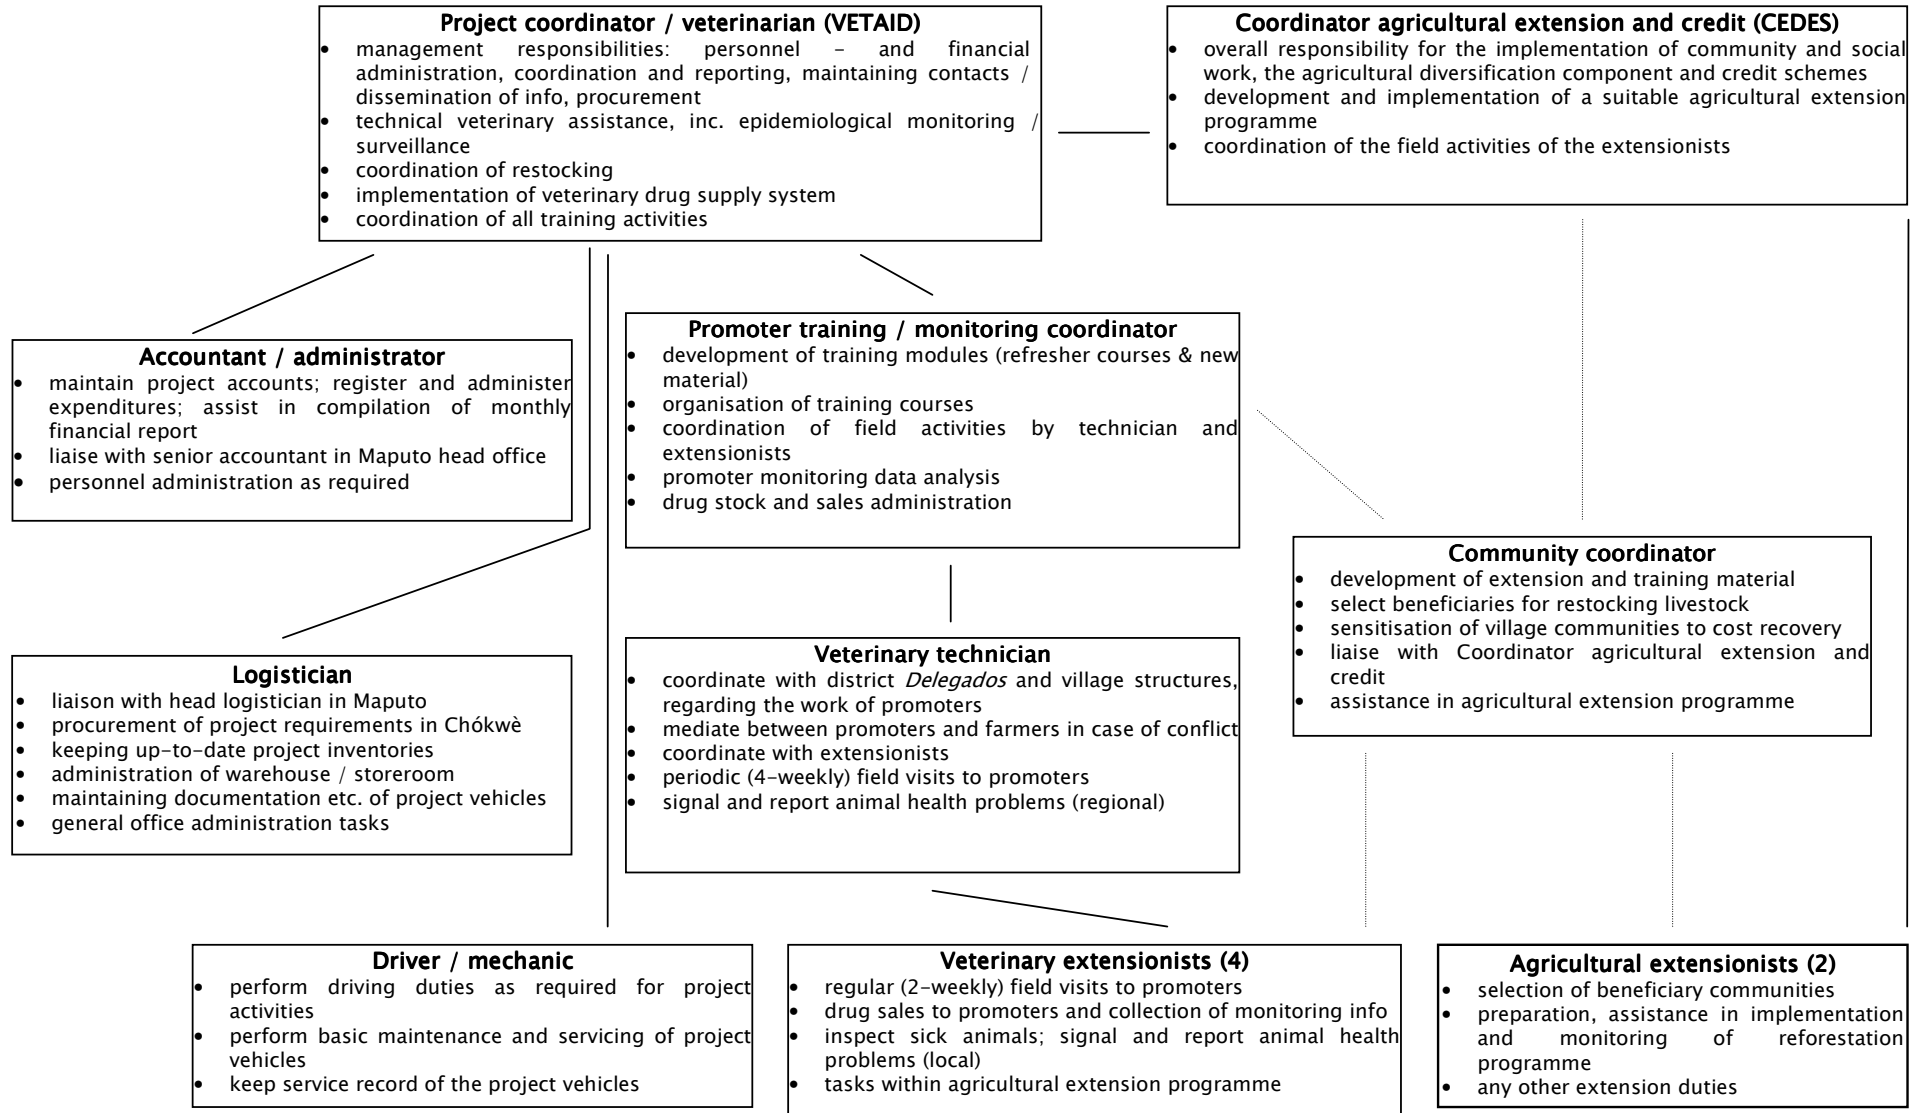 Project coordinator / veterinarian (VETAID)
• management responsibilities: personnel – and financial
administration, coordination and reporting, maintaining contacts /
dissemination of info, procurement
• technical veterinary assistance, inc. epidemiological monitoring /
surveillance
• coordination of restocking
• implementation of veterinary drug supply system
• coordination of all training activities
Coordinator agricultural extension and credit (CEDES)
• overall responsibility for the implementation of community and social
work, the agricultural diversification component and credit schemes
• development and implementation of a suitable agricultural extension
programme
• coordination of the field activities of the extensionists
Accountant / administrator
• maintain project accounts; register and administer
expenditures; assist in compilation of monthly
financial report
• liaise with senior accountant in Maputo head office
• personnel administration as required
Promoter training / monitoring coordinator
• development of training modules (refresher courses & new
material)
• organisation of training courses
• coordination of field activities by technician and
extensionists
• promoter monitoring data analysis
• drug stock and sales administration
Community coordinator
• development of extension and training material
• select beneficiaries for restocking livestock
• sensitisation of village communities to cost recovery
• liaise with Coordinator agricultural extension and
credit
• assistance in agricultural extension programme
Logistician
• liaison with head logistician in Maputo
• procurement of project requirements in Chókwè
• keeping up-to-date project inventories
• administration of warehouse / storeroom
• maintaining documentation etc. of project vehicles
• general office administration tasks
Veterinary technician
• coordinate with district Delegados and village structures,
regarding the work of promoters
• mediate between promoters and farmers in case of conflict
• coordinate with extensionists
• periodic (4-weekly) field visits to promoters
• signal and report animal health problems (regional)
Driver / mechanic
• perform driving duties as required for project
activities
• perform basic maintenance and servicing of project
vehicles
• keep service record of the project vehicles
Veterinary extensionists (4)
• regular (2-weekly) field visits to promoters
• drug sales to promoters and collection of monitoring info
• inspect sick animals; signal and report animal health
problems (local)
• tasks within agricultural extension programme
Agricultural extensionists (2)
• selection of beneficiary communities
• preparation, assistance in implementation
and monitoring of reforestation
programme
• any other extension duties